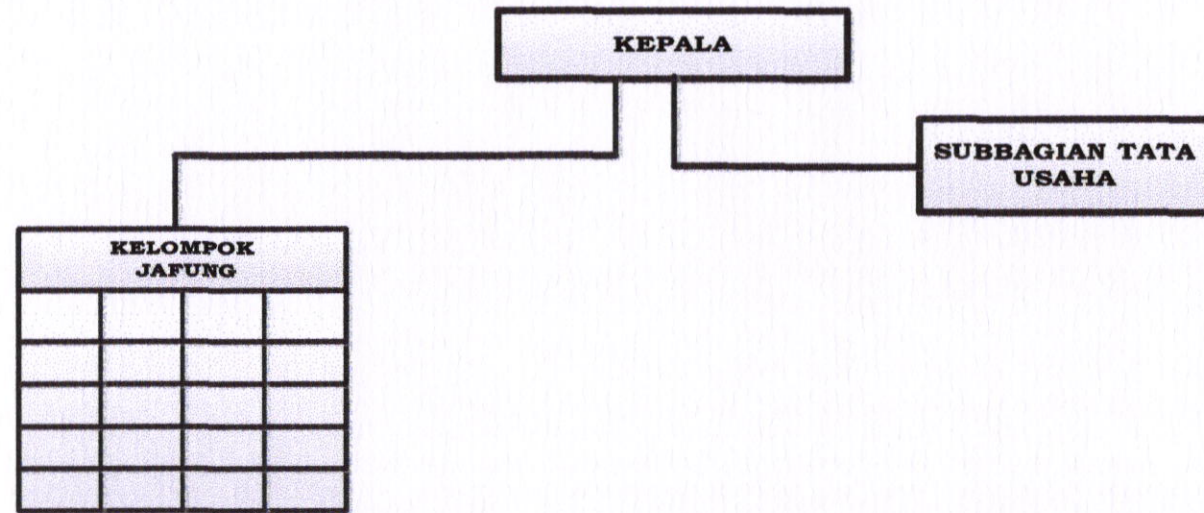 KEPALA
SUBBAGIAN TATA
USAHA
KELOMPOK
JAFUNG